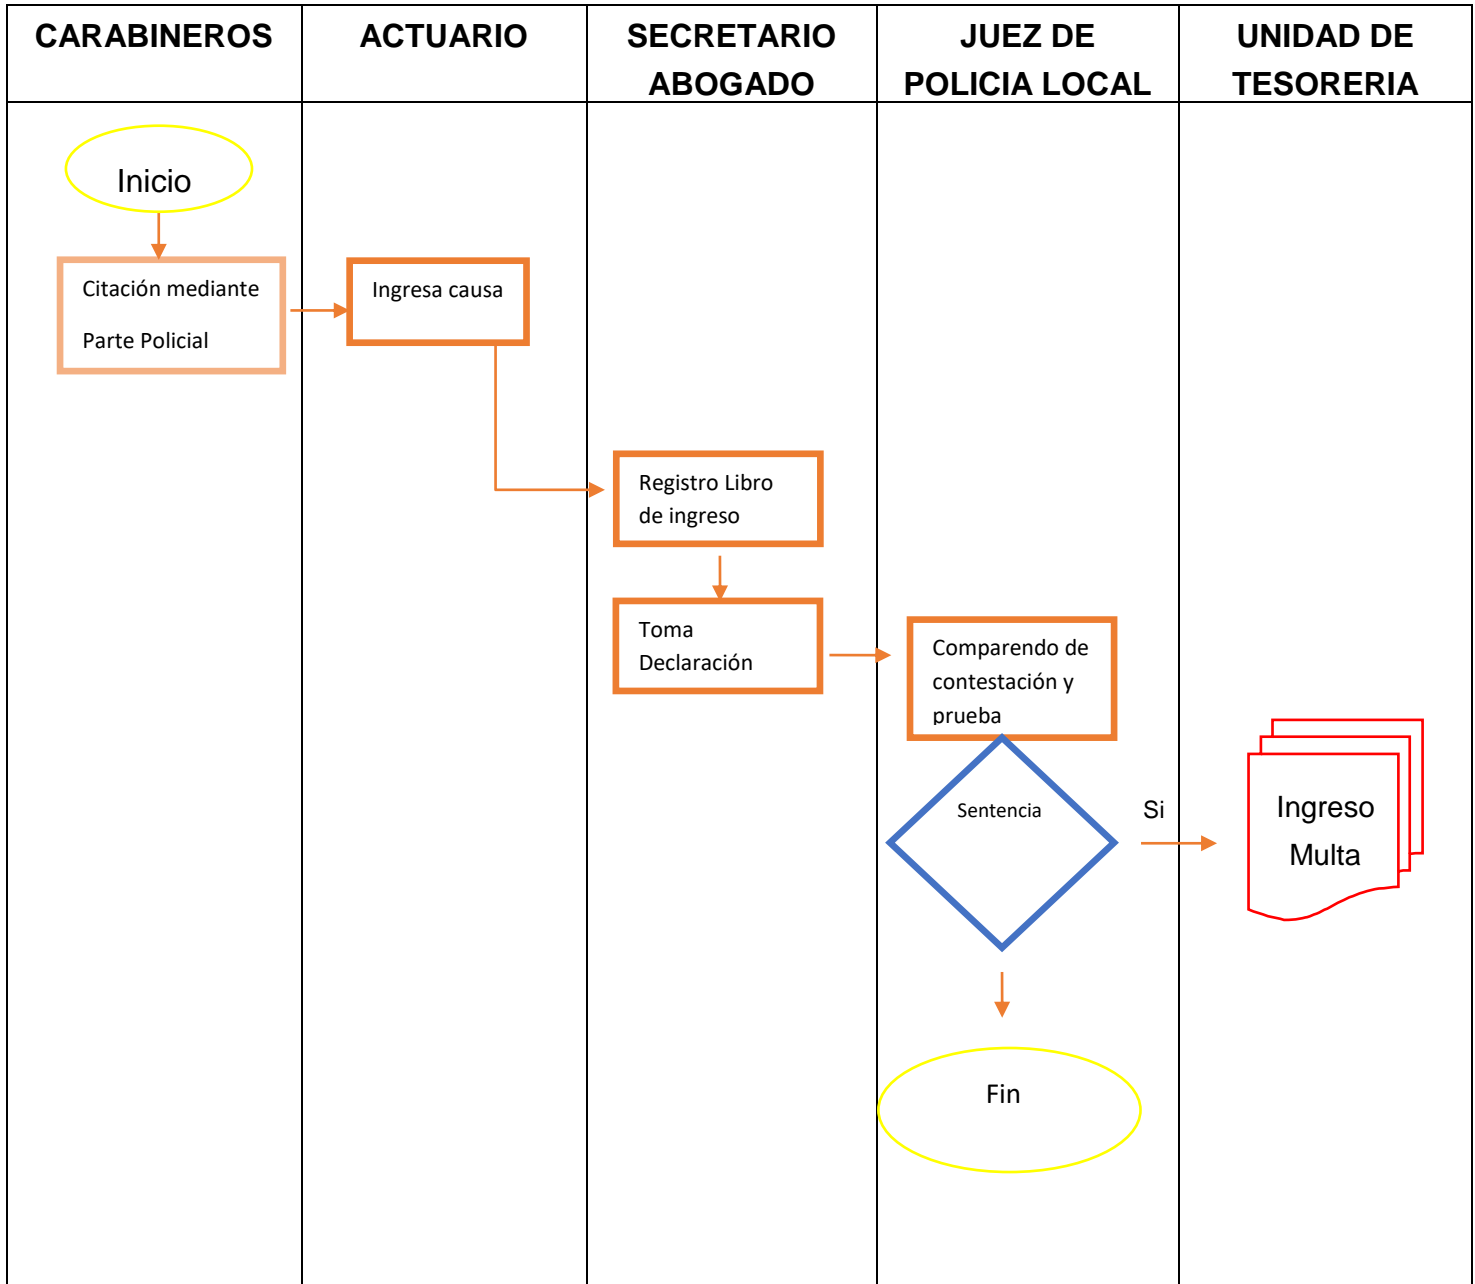 CARABINEROS
ACTUARIO
SECRETARIO
ABOGADO
JUEZ DE
POLICIA LOCAL
UNIDAD DE
TESORERIA
Inicio
Citación mediante
Parte Policial
Ingresa causa
Registro Libro
de ingreso
Toma
Declaración
Comparendo de
contestación y
prueba
Sentencia
Si
Ingreso
Multa
Fin